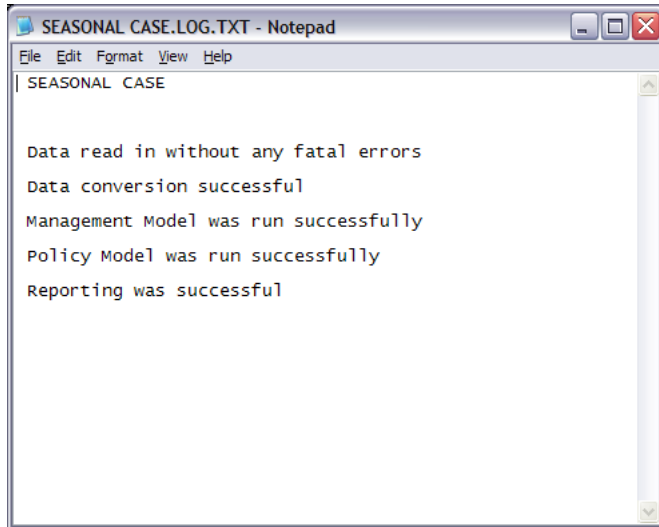 SEASONAL CASE.LOG.TXT - Notepad
File Edit Format View Help
SEASONAL CASE
Data read in without any fatal errors
Data conversion successful
Management Model was run successfully
Policy Model was run successfully
Reporting was successful